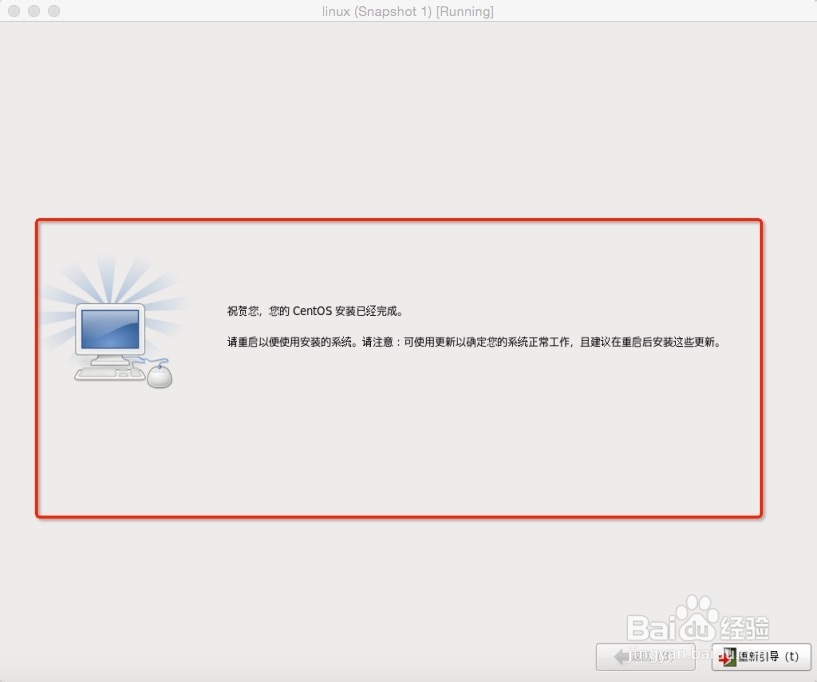 linux (Snapshot 1) [Running]
祝贺您，您的 CentOS 安装已经完成。
请重启以便使用安装的系统。请注意：可使用更新以确定您的系统正常工作，且建议在重启后安装这些更新。
Baidu 经验
jingyan.baidu.com
重新引导 (t)